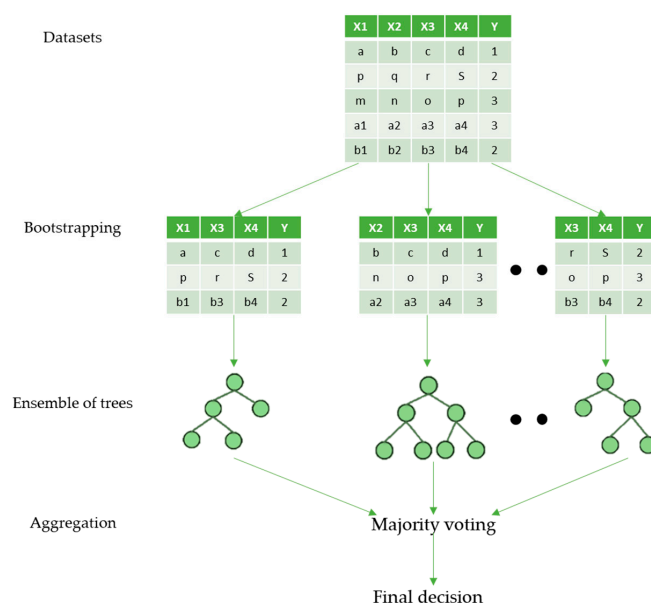 Datasets
X1 X2 X3 X4 Y
a b c d 1
p q r S 2
m n o p 3
a1 a2 a3 a4 3
b1 b2 b3 b4 2
Bootstrapping
X1 X3 X4 Y
a c d 1
p r S 2
b1 b3 b4 2
X2 X3 X4 Y
b c d 1
n o p 3
a2 a3 a4 3
X3 X4 Y
r S 2
o p 3
b3 b4 2
Ensemble of trees
Aggregation
Majority voting
Final decision